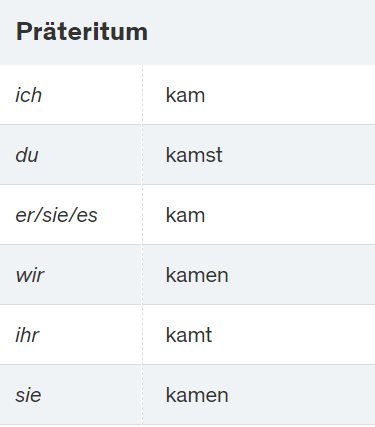 Präteritum
ich kam
du kamst
er/sie/es kam
wir kamen
ihr kamt
sie kamen